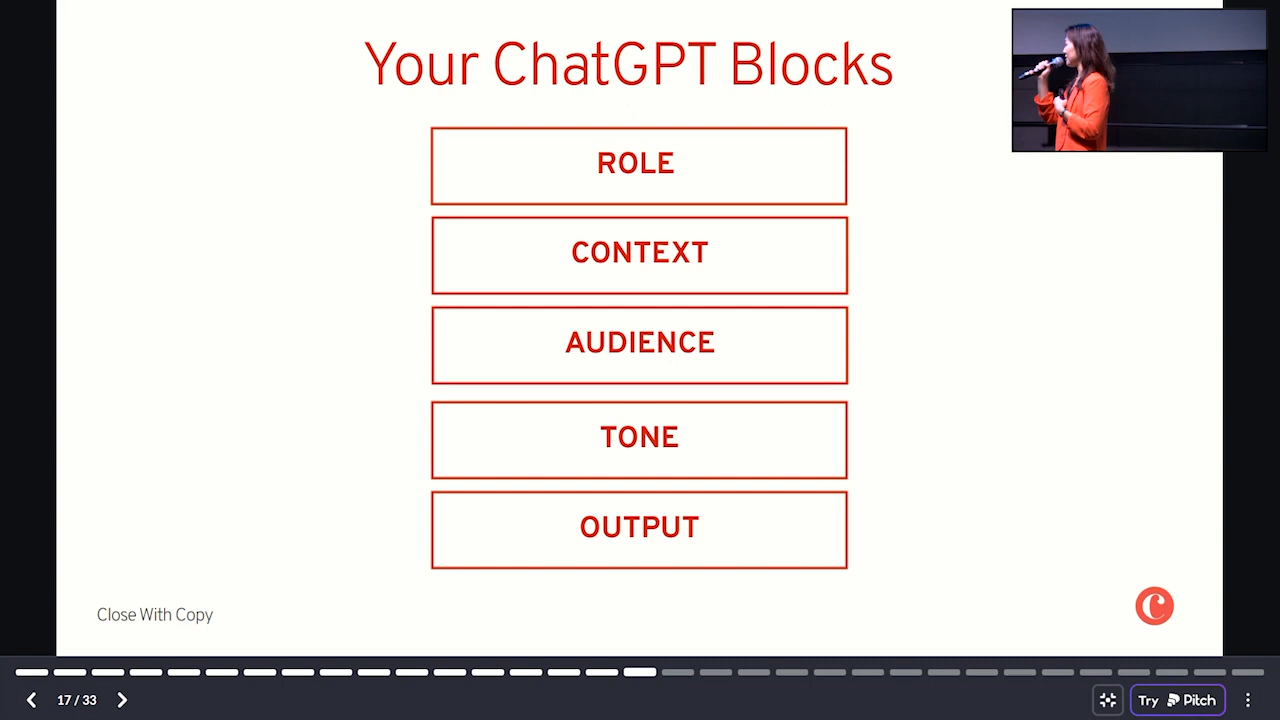 Your ChatGPT Blocks
ROLE
CONTEXT
AUDIENCE
TONE
OUTPUT
Close With Copy
C
17 / 33
Try Pitch